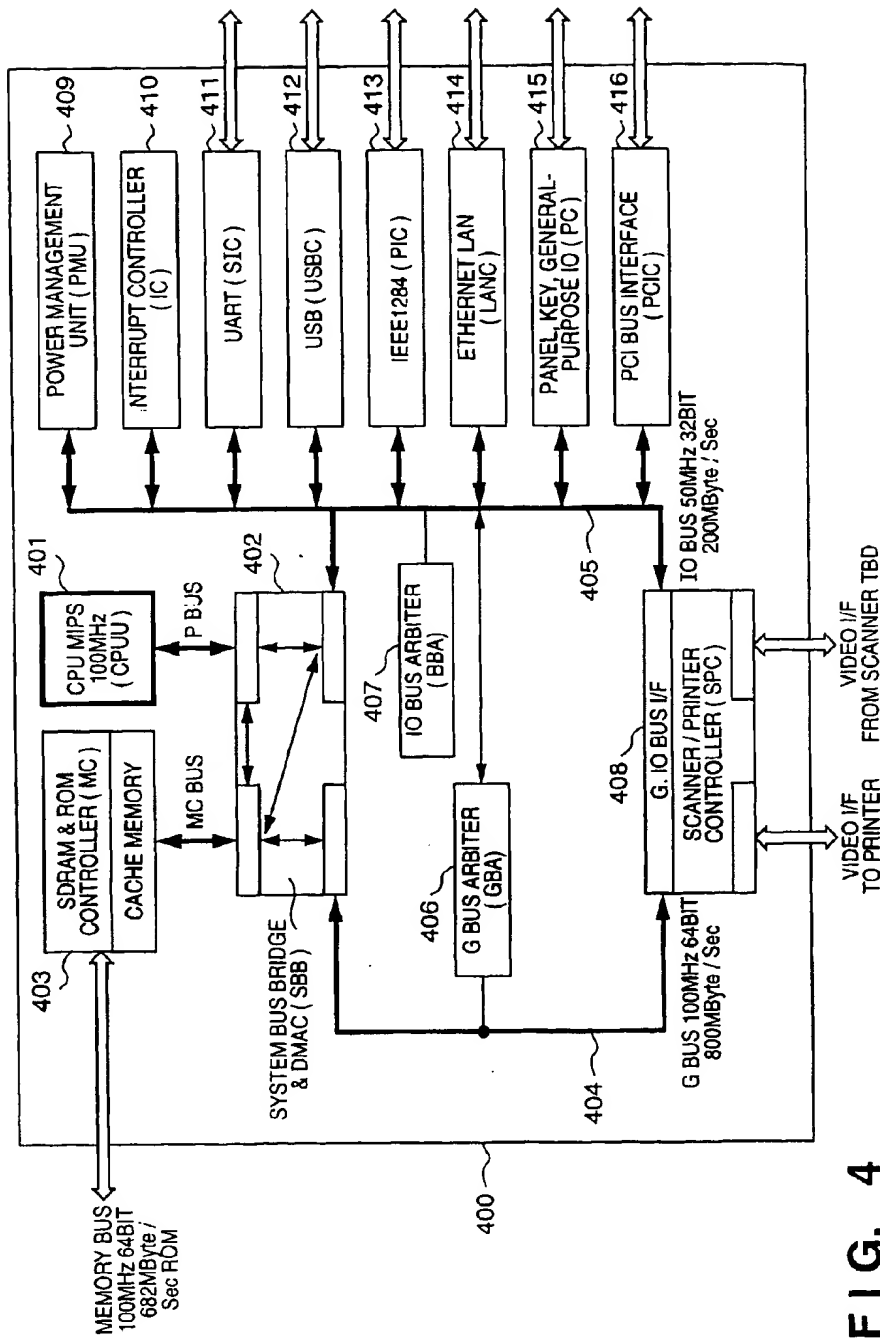 MEMORY BUS
100MHz 64BIT
682MByte /
Sec ROM
403
SDRAM & ROM
CONTROLLER ( MC )
CACHE MEMORY
401
CPU MIPS
100MHz
( CPUU )
MC BUS
P BUS
402
SYSTEM BUS BRIDGE
& DMAC ( SBB )
409
POWER MANAGEMENT
UNIT ( PMU )
410
INTERRUPT CONTROLLER
( IC )
411
UART ( SIC )
412
USB ( USBC )
413
IEEE1284 ( PIC )
414
ETHERNET LAN
( LANC )
415
PANEL, KEY, GENERAL-
PURPOSE IO ( PC )
416
PCI BUS INTERFACE
( PCIC )
407
IO BUS ARBITER
( BBA )
406
G BUS ARBITER
( GBA )
405
IO BUS 50MHz 32BIT
200MByte / Sec
408
G. IO BUS I/F
SCANNER / PRINTER
CONTROLLER ( SPC )
404
G BUS 100MHz 64BIT
800MByte / Sec
400
VIDEO I/F
TO PRINTER
VIDEO I/F
FROM SCANNER TBD
FIG. 4